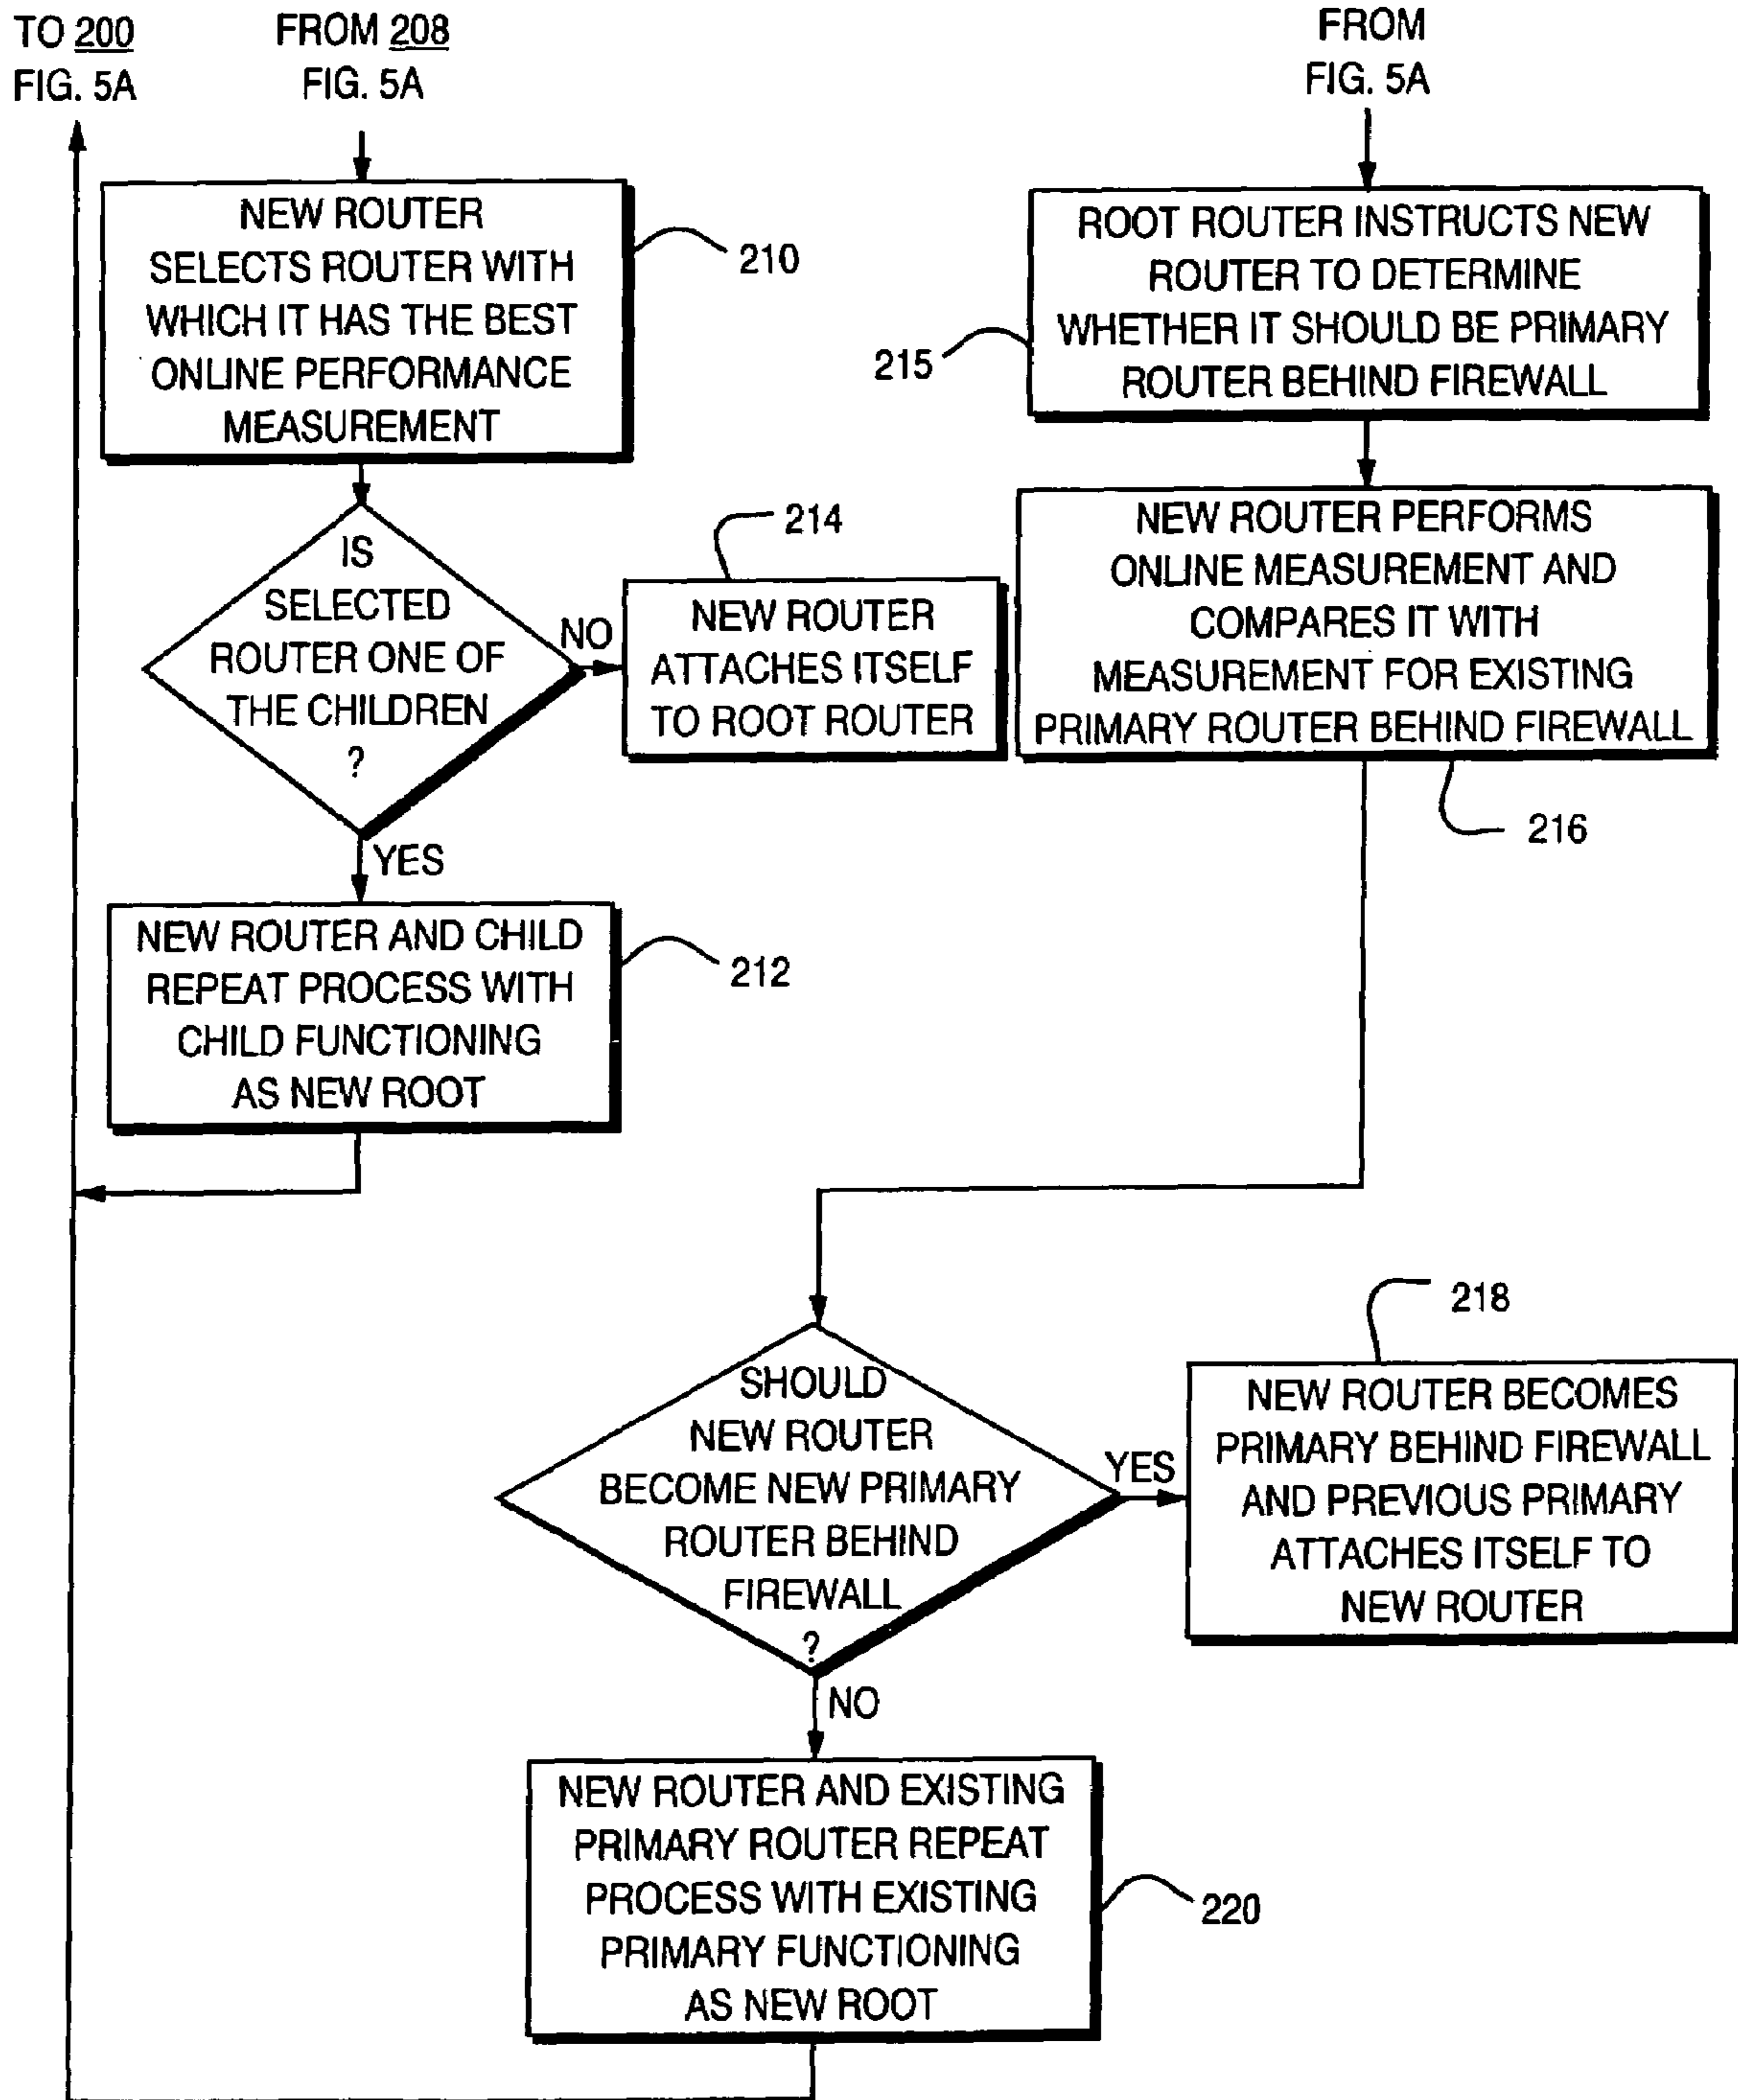 TO 200
FIG. 5A
FROM 208
FIG. 5A
FROM
FIG. 5A
NEW ROUTER
SELECTS ROUTER WITH
WHICH IT HAS THE BEST
ONLINE PERFORMANCE
MEASUREMENT
210
IS
SELECTED
ROUTER ONE OF
THE CHILDREN
?
NO
214
NEW ROUTER
ATTACHES ITSELF
TO ROOT ROUTER
YES
NEW ROUTER AND CHILD
REPEAT PROCESS WITH
CHILD FUNCTIONING
AS NEW ROOT
212
ROOT ROUTER INSTRUCTS NEW
ROUTER TO DETERMINE
WHETHER IT SHOULD BE PRIMARY
ROUTER BEHIND FIREWALL
215
NEW ROUTER PERFORMS
ONLINE MEASUREMENT AND
COMPARES IT WITH
MEASUREMENT FOR EXISTING
PRIMARY ROUTER BEHIND FIREWALL
216
SHOULD
NEW ROUTER
BECOME NEW PRIMARY
ROUTER BEHIND
FIREWALL
?
YES
218
NEW ROUTER BECOMES
PRIMARY BEHIND FIREWALL
AND PREVIOUS PRIMARY
ATTACHES ITSELF TO
NEW ROUTER
NO
NEW ROUTER AND EXISTING
PRIMARY ROUTER REPEAT
PROCESS WITH EXISTING
PRIMARY FUNCTIONING
AS NEW ROOT
220